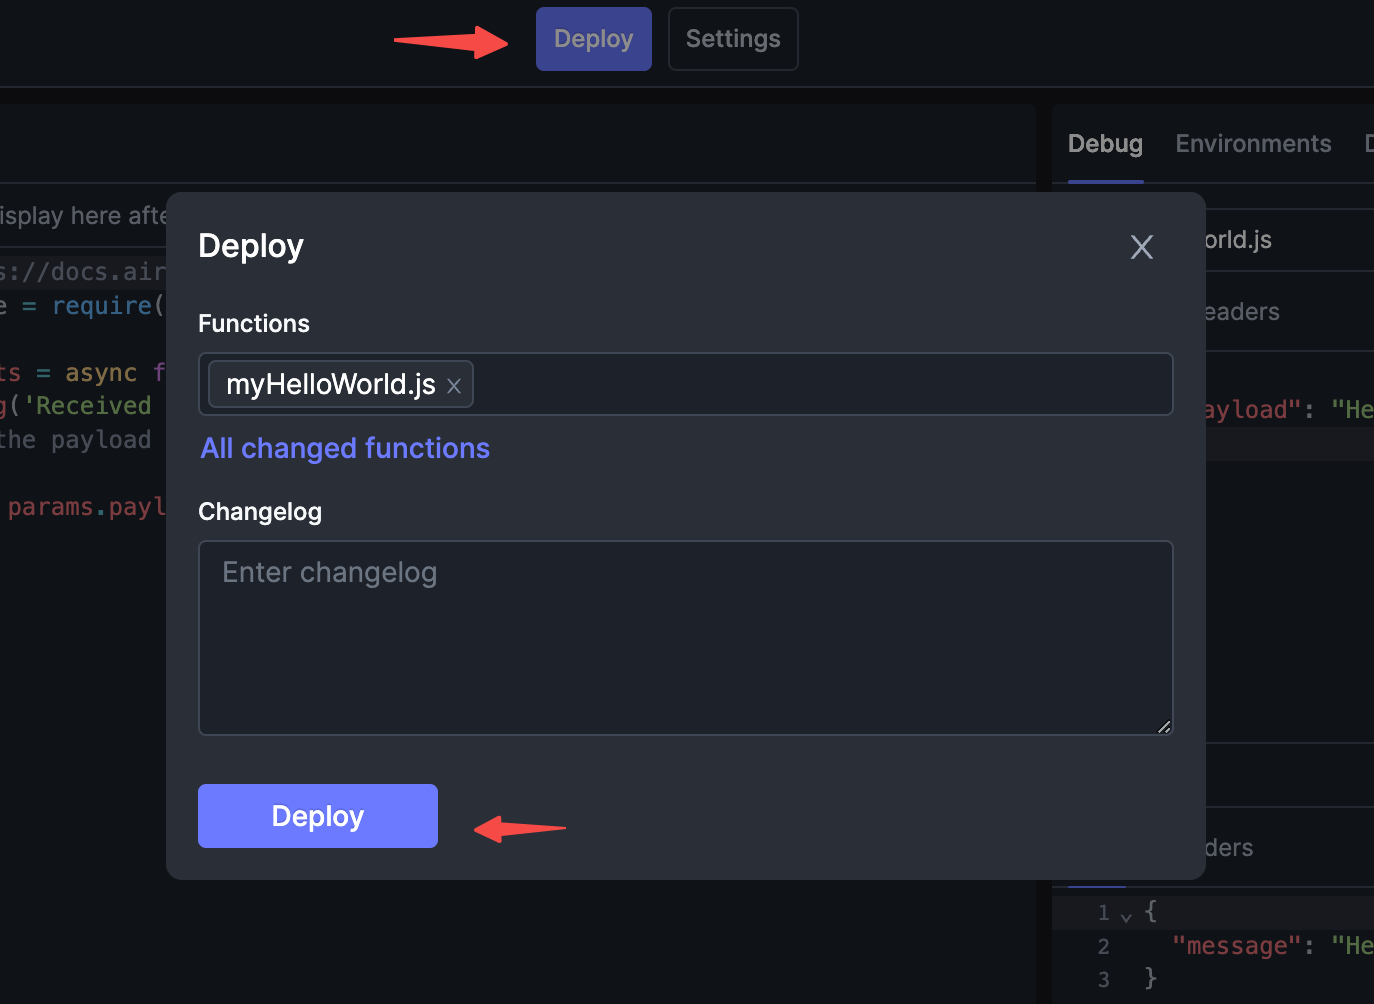 Deploy Settings
Debug Environments
isplay here afte
s://docs.air
e = require(
ts = async f
g('Received
the payload
params.payl
Deploy
Functions
myHelloWorld.js
All changed functions
Changelog
Enter changelog
Deploy
orld.js
eaders
ayload": "He
ders
1 {
2 "message": "He
3 }